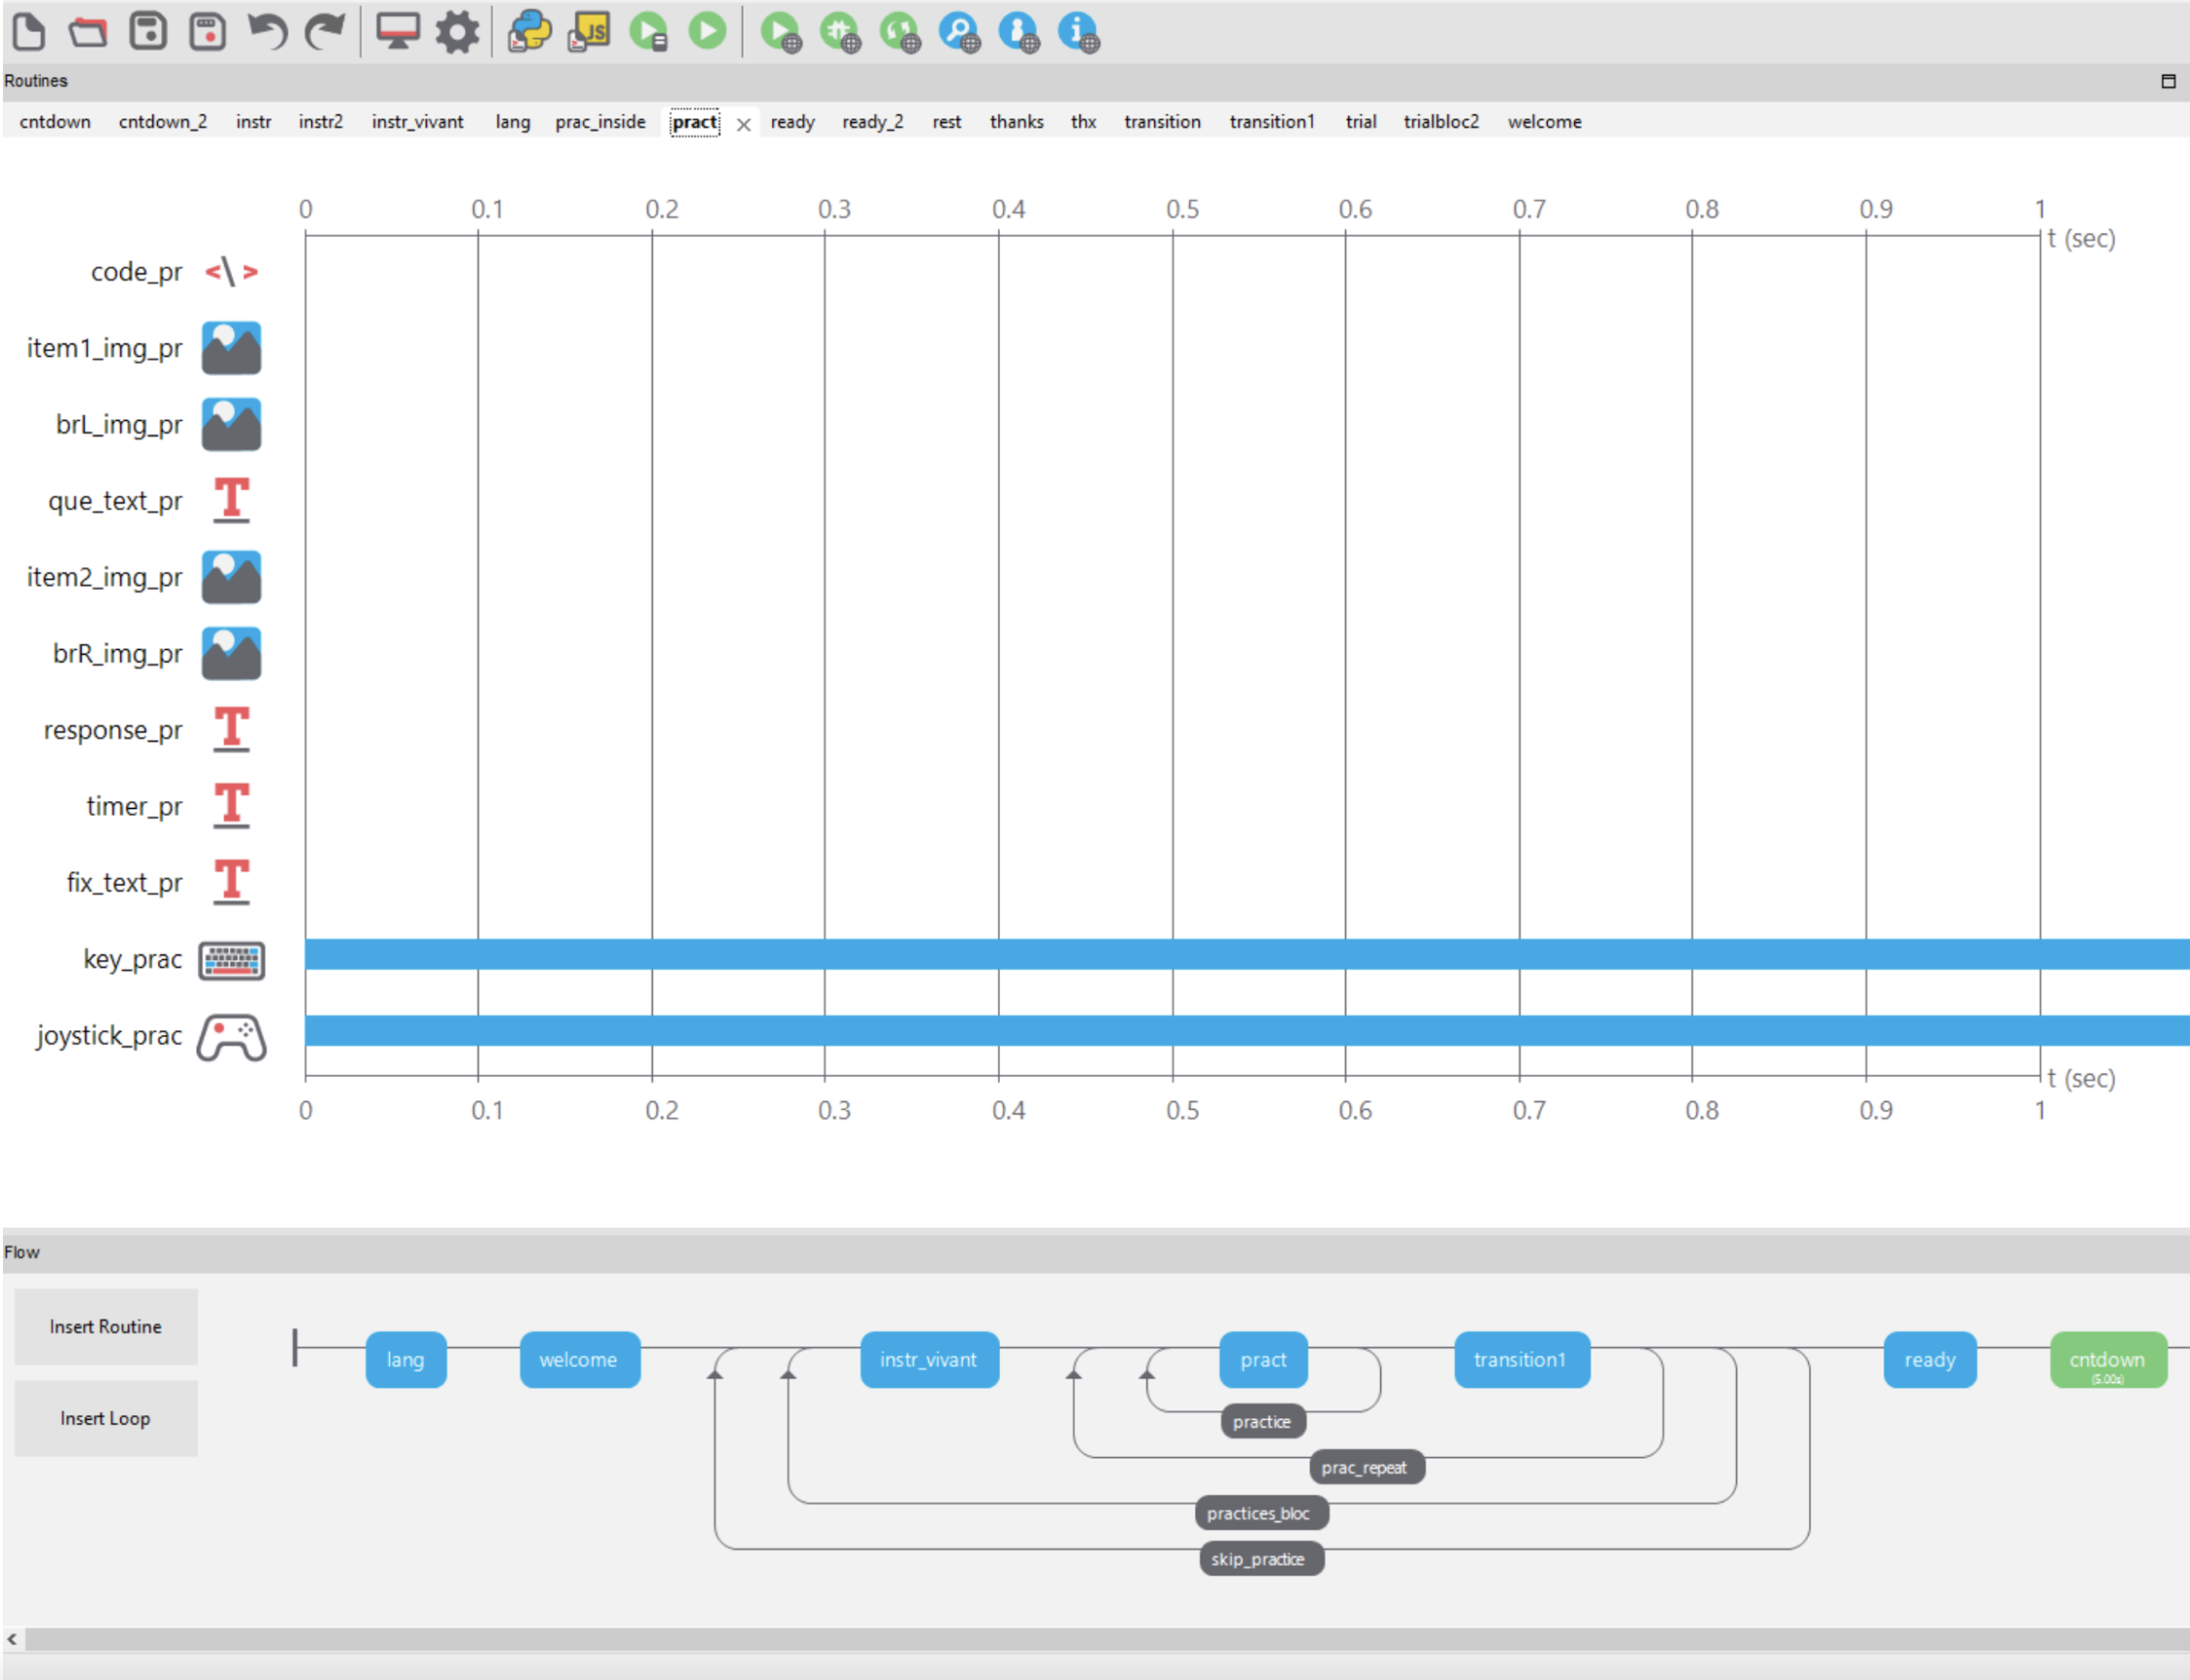 JS
Routines
cntdown cntdown_2 instr instr2 instr_vivant lang prac_inside pract ready ready_2 rest thanks thx transition transition1 trial trialbloc2 welcome
0 0.1 0.2 0.3 0.4 0.5 0.6 0.7 0.8 0.9 1
t (sec)
code_pr
item1_img_pr
brL_img_pr
que_text_pr
item2_img_pr
brR_img_pr
response_pr
timer_pr
fix_text_pr
key_prac
joystick_prac
t (sec)
0 0.1 0.2 0.3 0.4 0.5 0.6 0.7 0.8 0.9 1
Flow
Insert Routine
Insert Loop
lang welcome instr_vivant pract transition1 ready cntdown
(5.00s)
practice
prac_repeat
practices_bloc
skip_practice